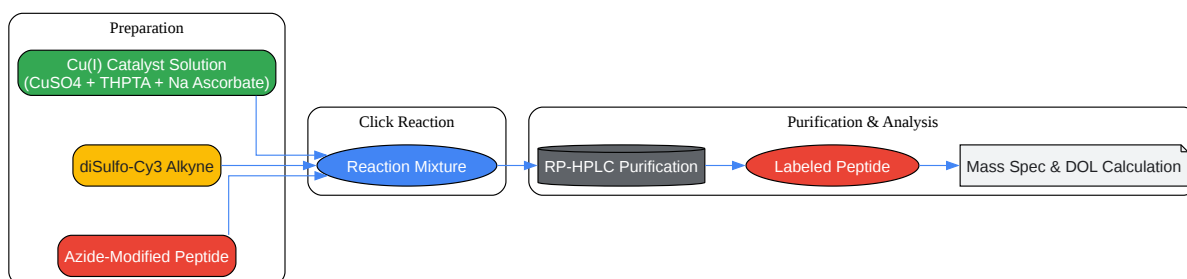 Preparation
Cu(I) Catalyst Solution
(CuSO4 + THPTA + Na Ascorbate)
diSulfo-Cy3 Alkyne
Azide-Modified Peptide
Click Reaction
Reaction Mixture
Purification & Analysis
RP-HPLC Purification
Labeled Peptide
Mass Spec & DOL Calculation